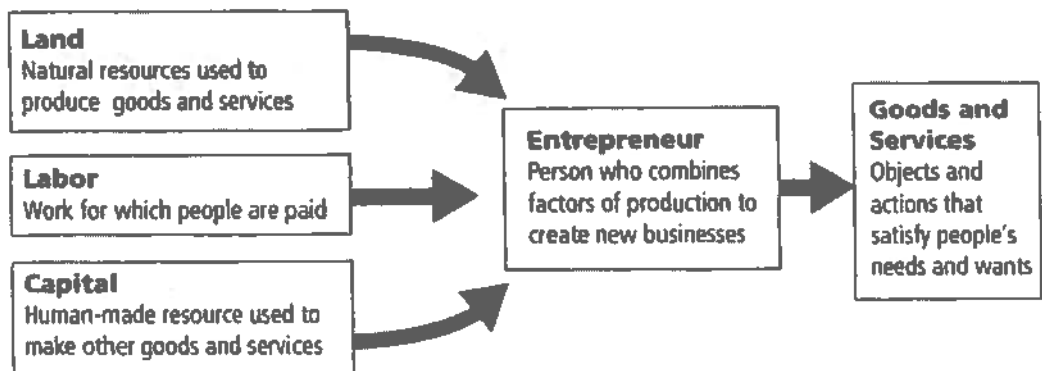 Land
Natural resources used to
produce goods and services
Labor
Work for which people are paid
Capital
Human-made resource used to
make other goods and services
Entrepreneur
Person who combines
factors of production to
create new businesses
Goods and
Services
Objects and
actions that
satisfy people's
needs and wants